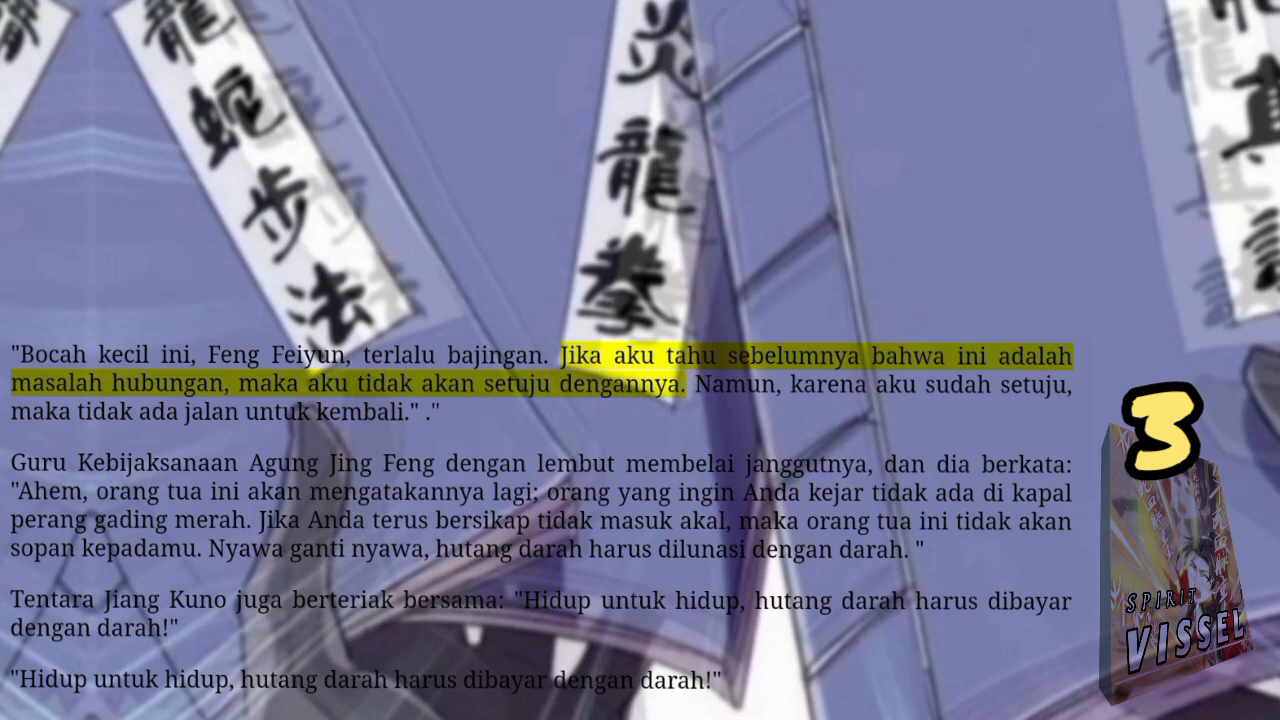 龍蛇步法
炎龍拳
"Bocah kecil ini, Feng Feiyun, terlalu bajingan. Jika aku tahu sebelumnya bahwa ini adalah
masalah hubungan, maka aku tidak akan setuju dengannya. Namun, karena aku sudah setuju,
maka tidak ada jalan untuk kembali." ."
Guru Kebijaksanaan Agung Jing Feng dengan lembut membelai janggutnya, dan dia berkata:
"Ahem, orang tua ini akan mengatakannya lagi; orang yang ingin Anda kejar tidak ada di kapal
perang gading merah. Jika Anda terus bersikap tidak masuk akal, maka orang tua ini tidak akan
sopan kepadamu. Nyawa ganti nyawa, hutang darah harus dilunasi dengan darah. "
Tentara Jiang Kuno juga berteriak bersama: "Hidup untuk hidup, hutang darah harus dibayar
dengan darah!"
"Hidup untuk hidup, hutang darah harus dibayar dengan darah!"
3
SPIRIT
VISSEL